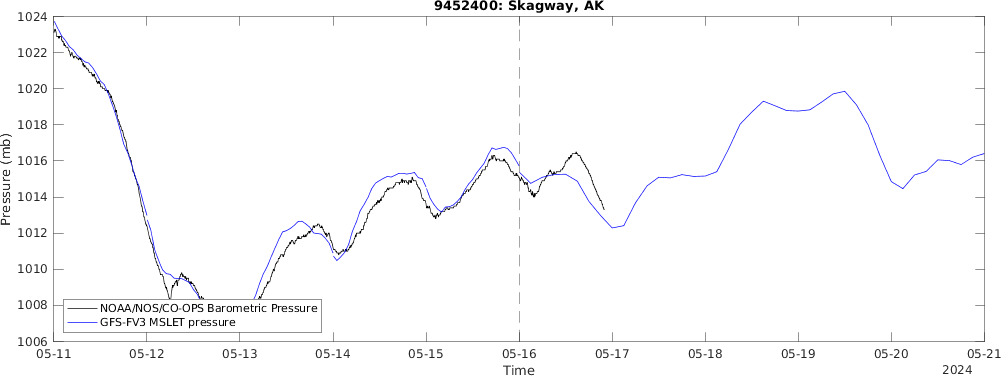 9452400: Skagway, AK
1024
1022
1020
1018
1016
1014
1012
1010
1008
1006
Pressure (mb)
NOAA/NOS/CO-OPS Barometric Pressure
GFS-FV3 MSLET pressure
05-11 05-12 05-13 05-14 05-15 05-16 05-17 05-18 05-19 05-20 05-21
Time
2024